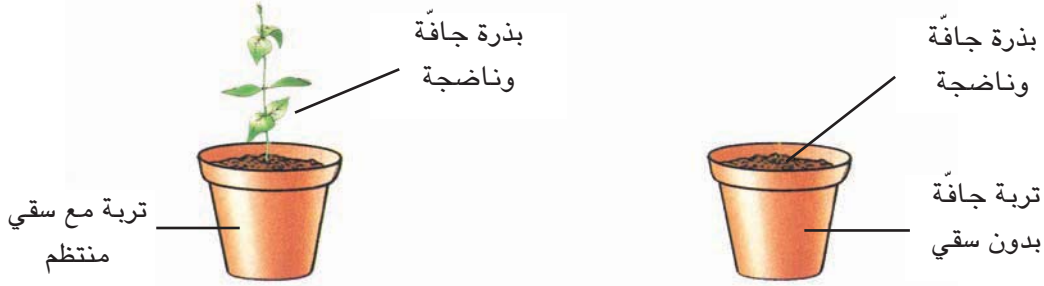 بذرة جافّة
وناضجة
تربة جافّة
بدون سقي
بذرة جافّة
وناضجة
تربة مع سقي
منتظم